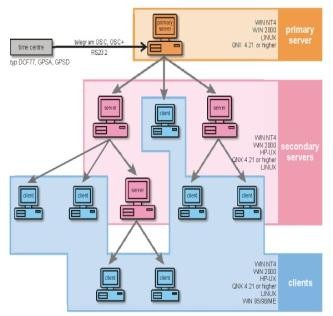 primary
server
WIN NT4
WIN 2000
LINUX
QNX 4.21 or higher
primary
server
time centre
telegram OSC, OSC+
RS232
typ DCF77, GPSA, GPSD
server
client
server
WIN NT4
WIN 2000
HP-UX
QNX 4.21 or higher
LINUX
secondary
servers
client
client
server
client
client
client
client
WIN NT4
WIN 2000
HP-UX
QNX 4.21 or higher
LINUX
WIN 95/98/ME
clients